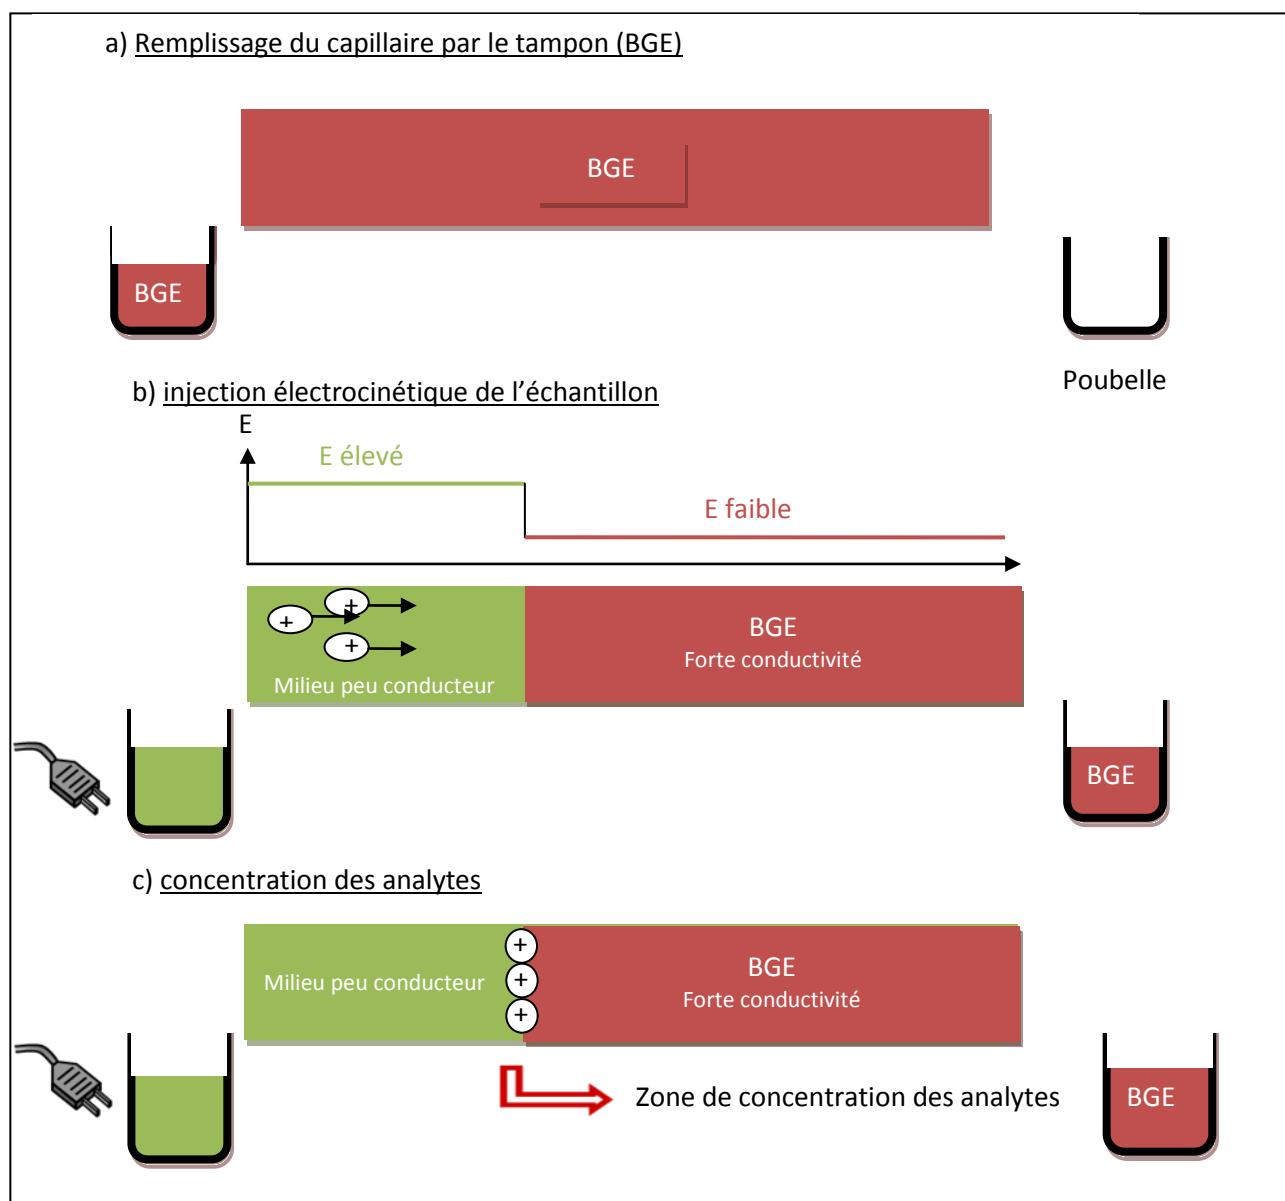 a) Remplissage du capillaire par le tampon (BGE)
BGE
BGE
Poubelle
b) injection électrocinétique de l’échantillon
E
E élevé
E faible
+
+
+
BGE
Forte conductivité
Milieu peu conducteur
BGE
c) concentration des analytes
+
+
+
BGE
Forte conductivité
Milieu peu conducteur
Zone de concentration des analytes
BGE